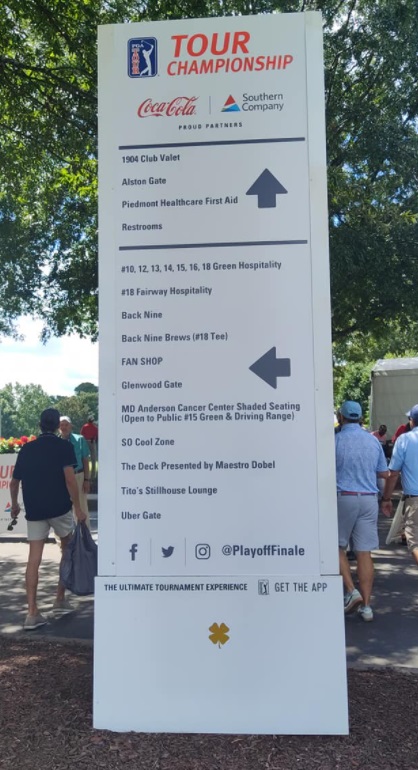 PGA TOUR
TOUR
CHAMPIONSHIP
Coca-Cola
Southern
Company
PROUD PARTNERS
1904 Club Valet
Alston Gate
Piedmont Healthcare First Aid
Restrooms
#10, 12, 13, 14, 15, 16, 18 Green Hospitality
#18 Fairway Hospitality
Back Nine
Back Nine Brews (#18 Tee)
FAN SHOP
Glenwood Gate
MD Anderson Cancer Center Shaded Seating
(Open to Public #15 Green & Driving Range)
SO Cool Zone
The Deck Presented by Maestro Dobel
Tito's Stillhouse Lounge
Uber Gate
@PlayoffFinale
THE ULTIMATE TOURNAMENT EXPERIENCE GET THE APP